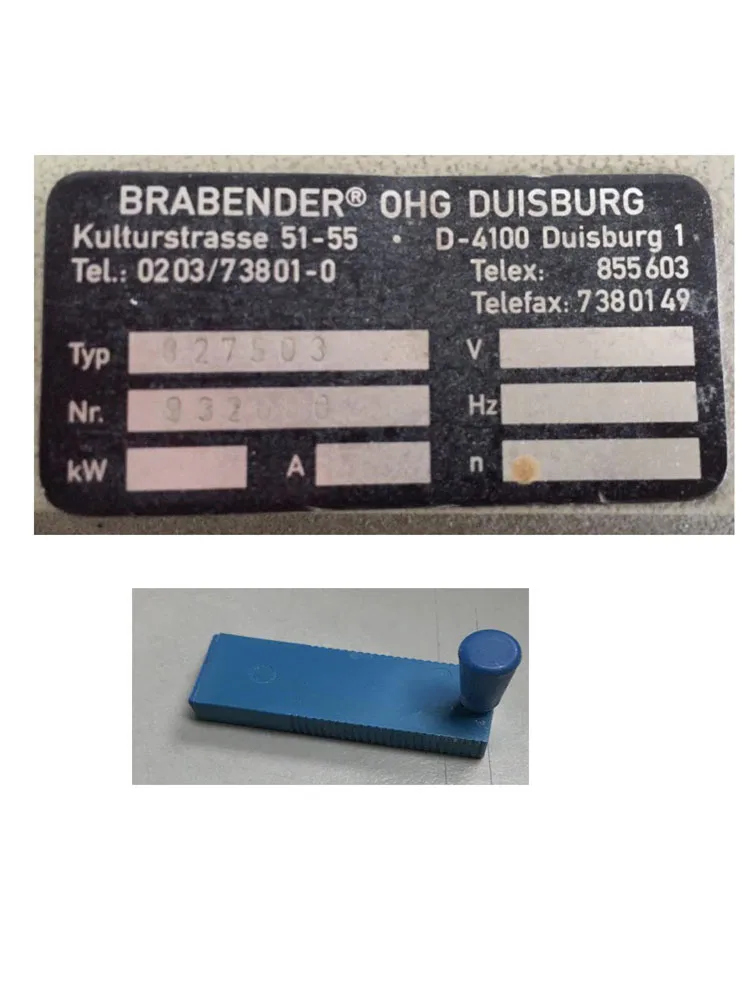 BRABENDER® OHG DUISBURG
Kulturstrasse 51-55 · D-4100 Duisburg 1
Tel.: 0203/73801-0 Telex: 855603
Telefax: 7380149
Typ 827503 V
Nr. Hz
kW A n